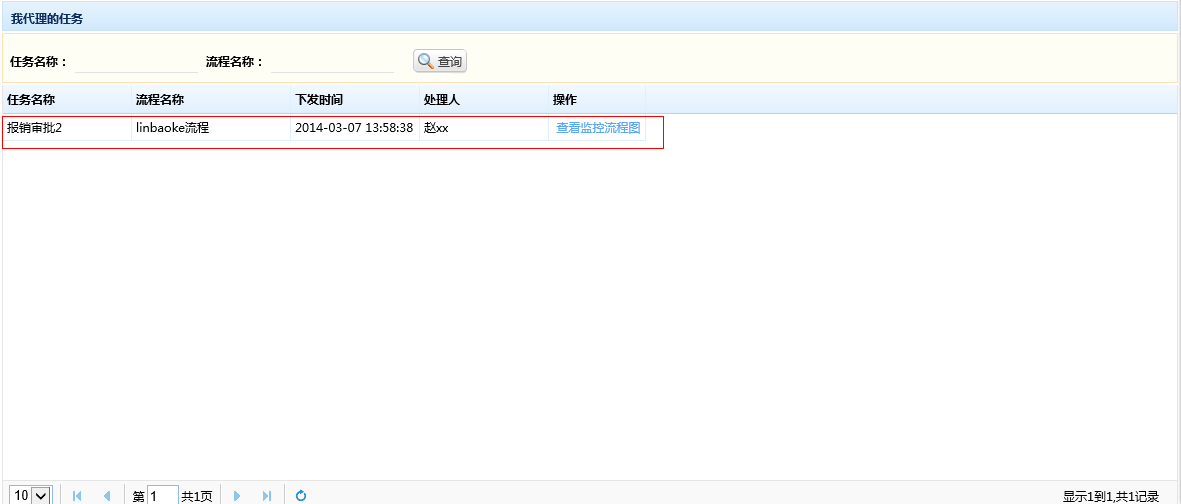 我代理的任务
任务名称： 流程名称： 查询
任务名称 流程名称 下发时间 处理人 操作
报销审批2 linbaoke流程 2014-03-07 13:58:38 赵xx 查看监控流程图
10 第 1 共1页 显示1到1,共1记录